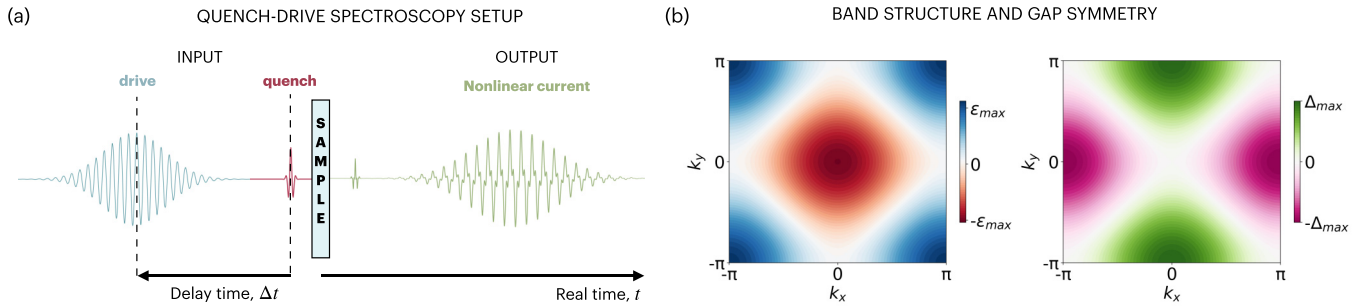 (a)
QUENCH-DRIVE SPECTROSCOPY SETUP
INPUT
OUTPUT
drive
quench
Nonlinear current
SAMPLE
Delay time, Δt
Real time, t
(b)
BAND STRUCTURE AND GAP SYMMETRY
π
0
-π
k_y
-π
0
π
k_x
ε_max
0
-ε_max
π
0
-π
k_y
-π
0
π
k_x
Δ_max
0
-Δ_max